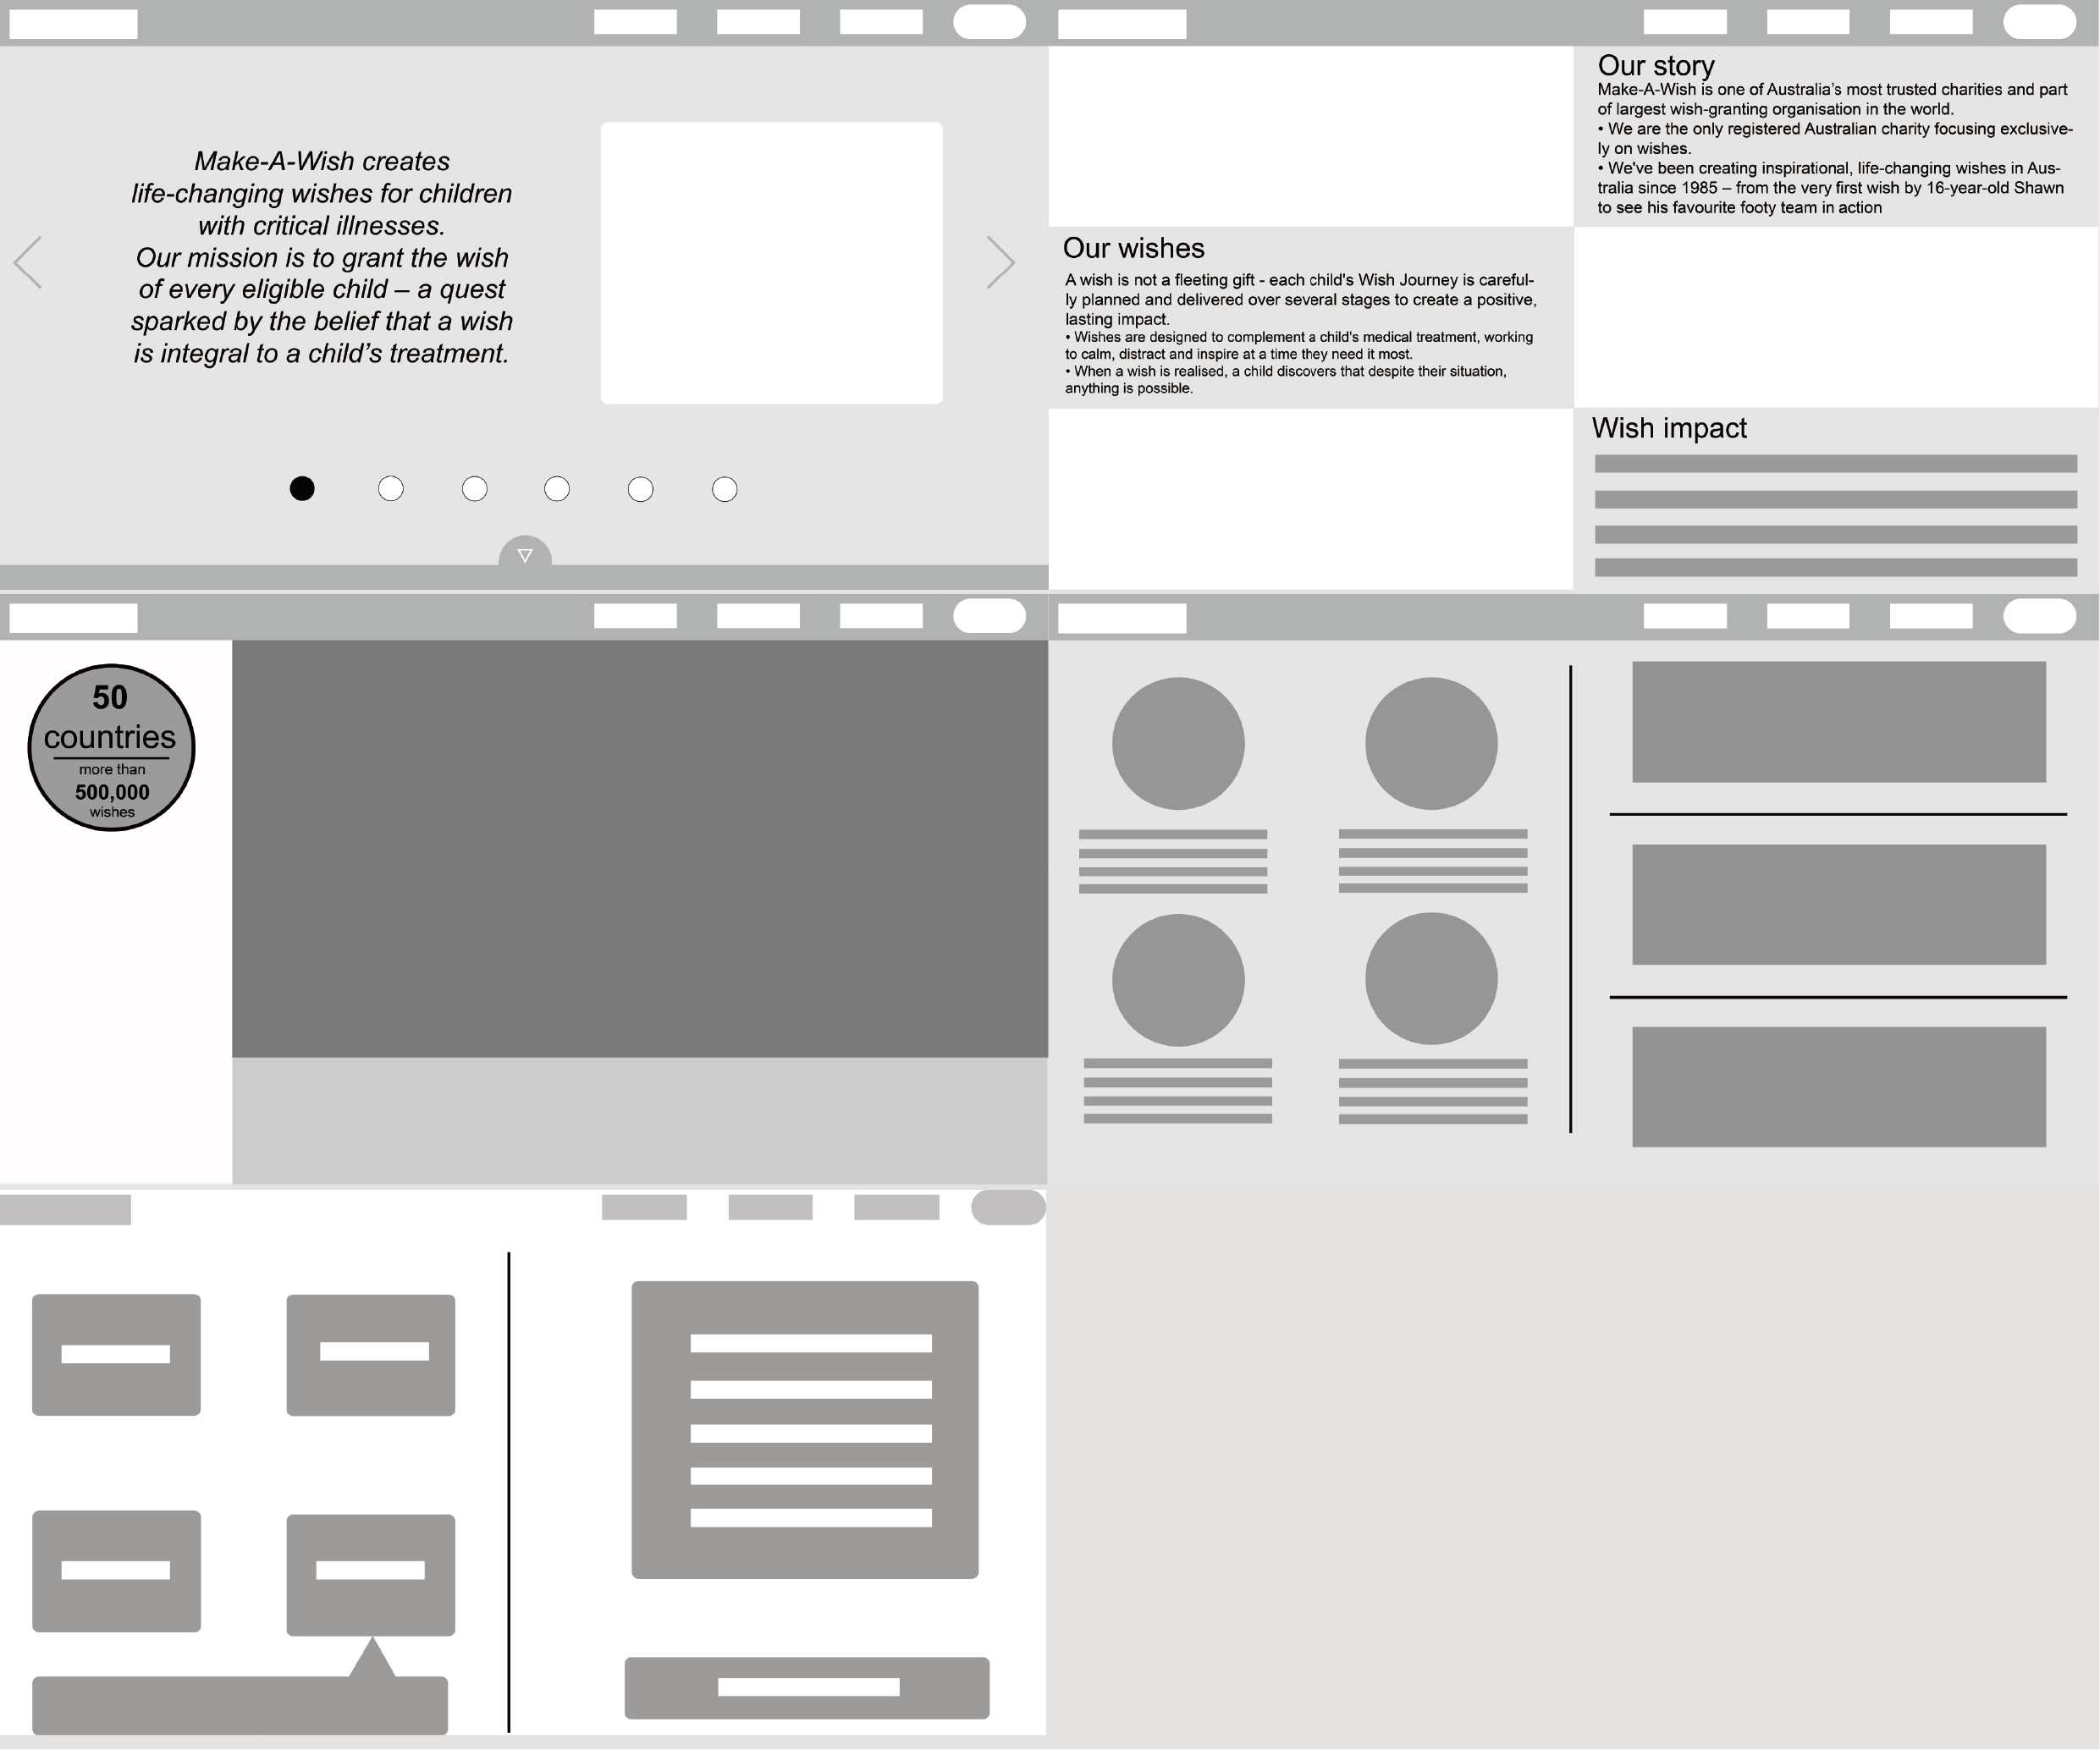 Make-A-Wish creates
life-changing wishes for children
with critical illnesses.
Our mission is to grant the wish
of every eligible child – a quest
sparked by the belief that a wish
is integral to a child's treatment.
Our story
Make-A-Wish is one of Australia's most trusted charities and part
of largest wish-granting organisation in the world.
• We are the only registered Australian charity focusing exclusive-
ly on wishes.
• We've been creating inspirational, life-changing wishes in Aus-
tralia since 1985 – from the very first wish by 16-year-old Shawn
to see his favourite footy team in action
Our wishes
A wish is not a fleeting gift - each child's Wish Journey is careful-
ly planned and delivered over several stages to create a positive,
lasting impact.
• Wishes are designed to complement a child's medical treatment, working
to calm, distract and inspire at a time they need it most.
• When a wish is realised, a child discovers that despite their situation,
anything is possible.
Wish impact
50
countries
more than
500,000
wishes